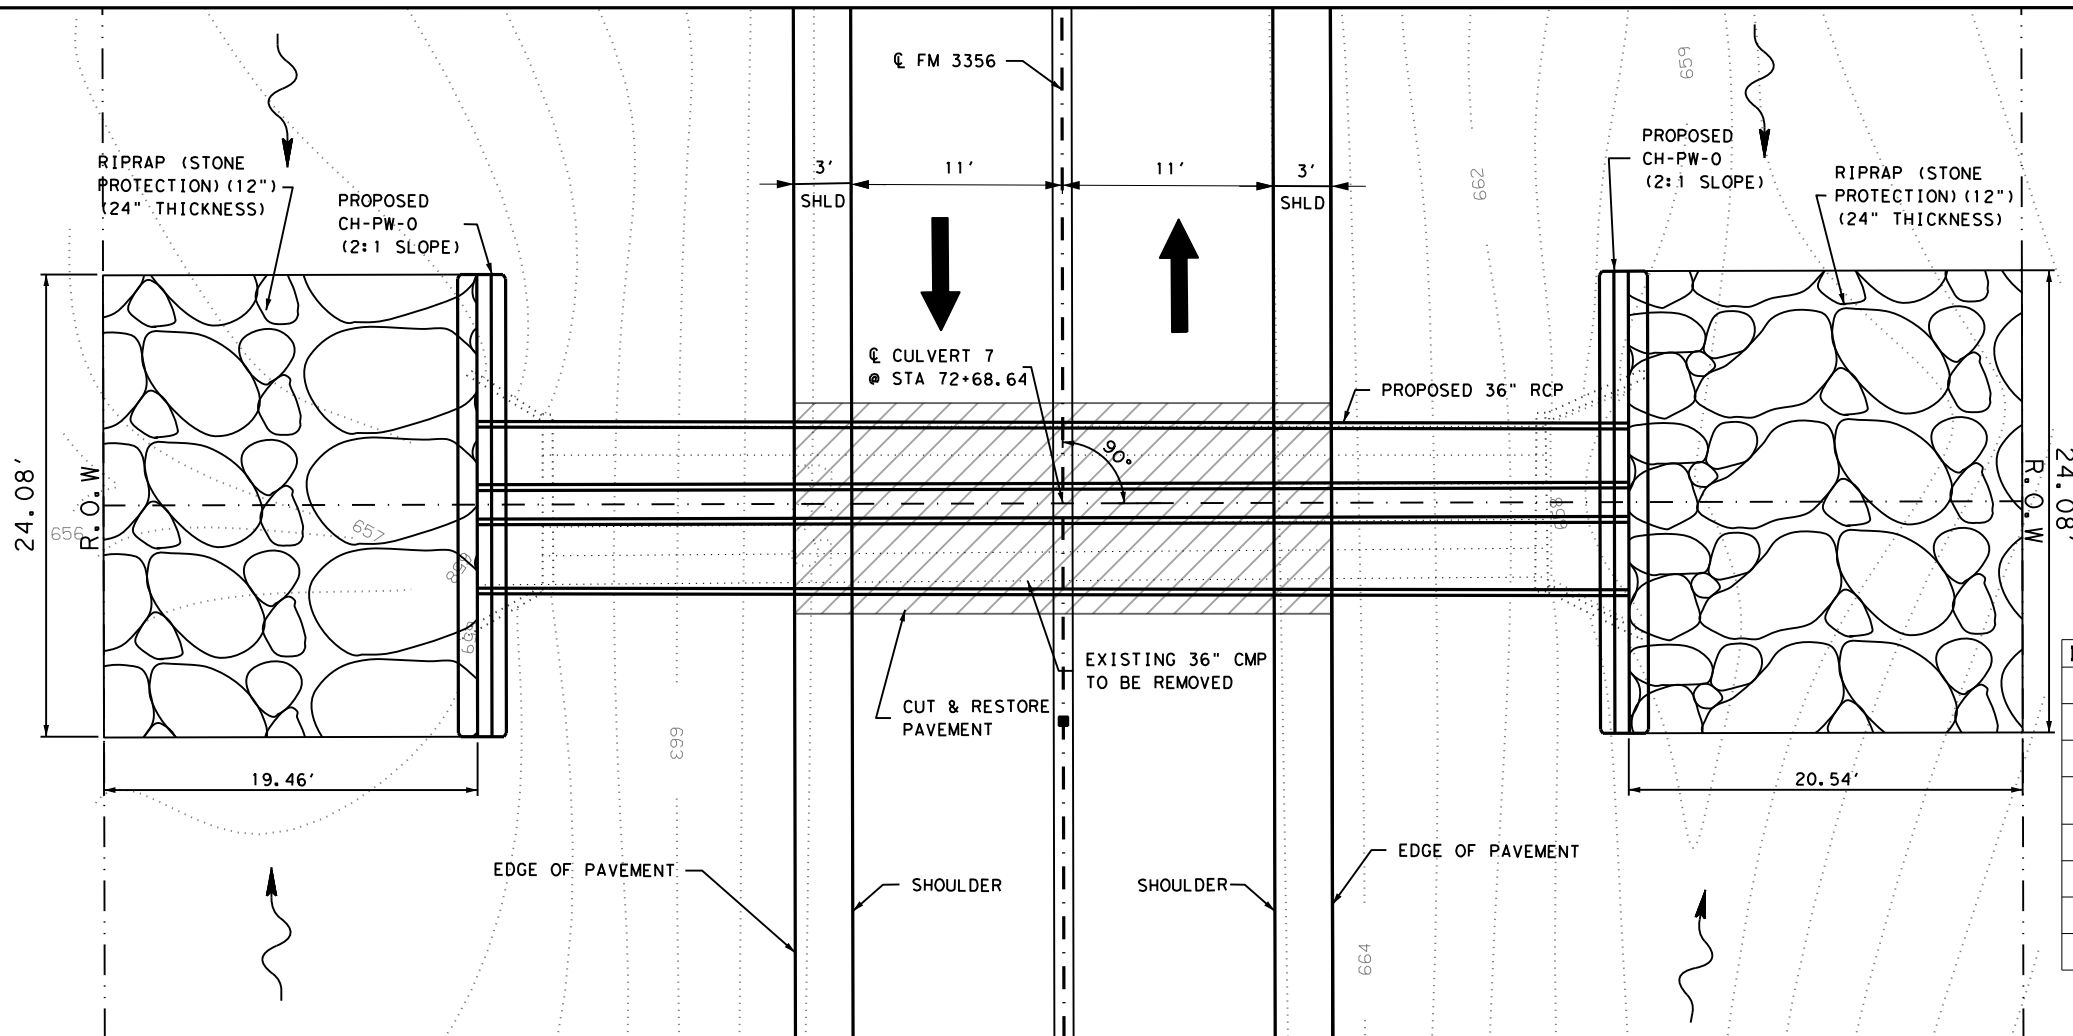 ℄ FM 3356
659
RIPRAP (STONE
PROTECTION) (12")
(24" THICKNESS)
PROPOSED
CH-PW-0
(2:1 SLOPE)
3'
SHLD
11'
11'
3'
SHLD
662
PROPOSED
CH-PW-0
(2:1 SLOPE)
RIPRAP (STONE
PROTECTION) (12")
(24" THICKNESS)
℄ CULVERT 7
@ STA 72+68.64
PROPOSED 36" RCP
90°
24.08'
656
R.O.W
657
658
659
658
R.O.W
24.08'
EXISTING 36" CMP
TO BE REMOVED
CUT & RESTORE
PAVEMENT
663
19.46'
20.54'
EDGE OF PAVEMENT
SHOULDER
SHOULDER
EDGE OF PAVEMENT
664